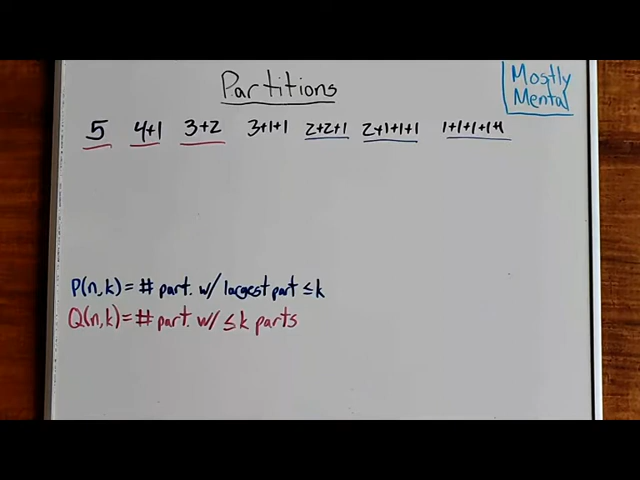 Partitions
Mostly
Mental
5 4+1 3+2 3+1+1 2+2+1 2+1+1+1 1+1+1+1+1
P(n,k)=# part. w/ largest part ≤k
Q(n,k)=# part. w/ ≤k parts